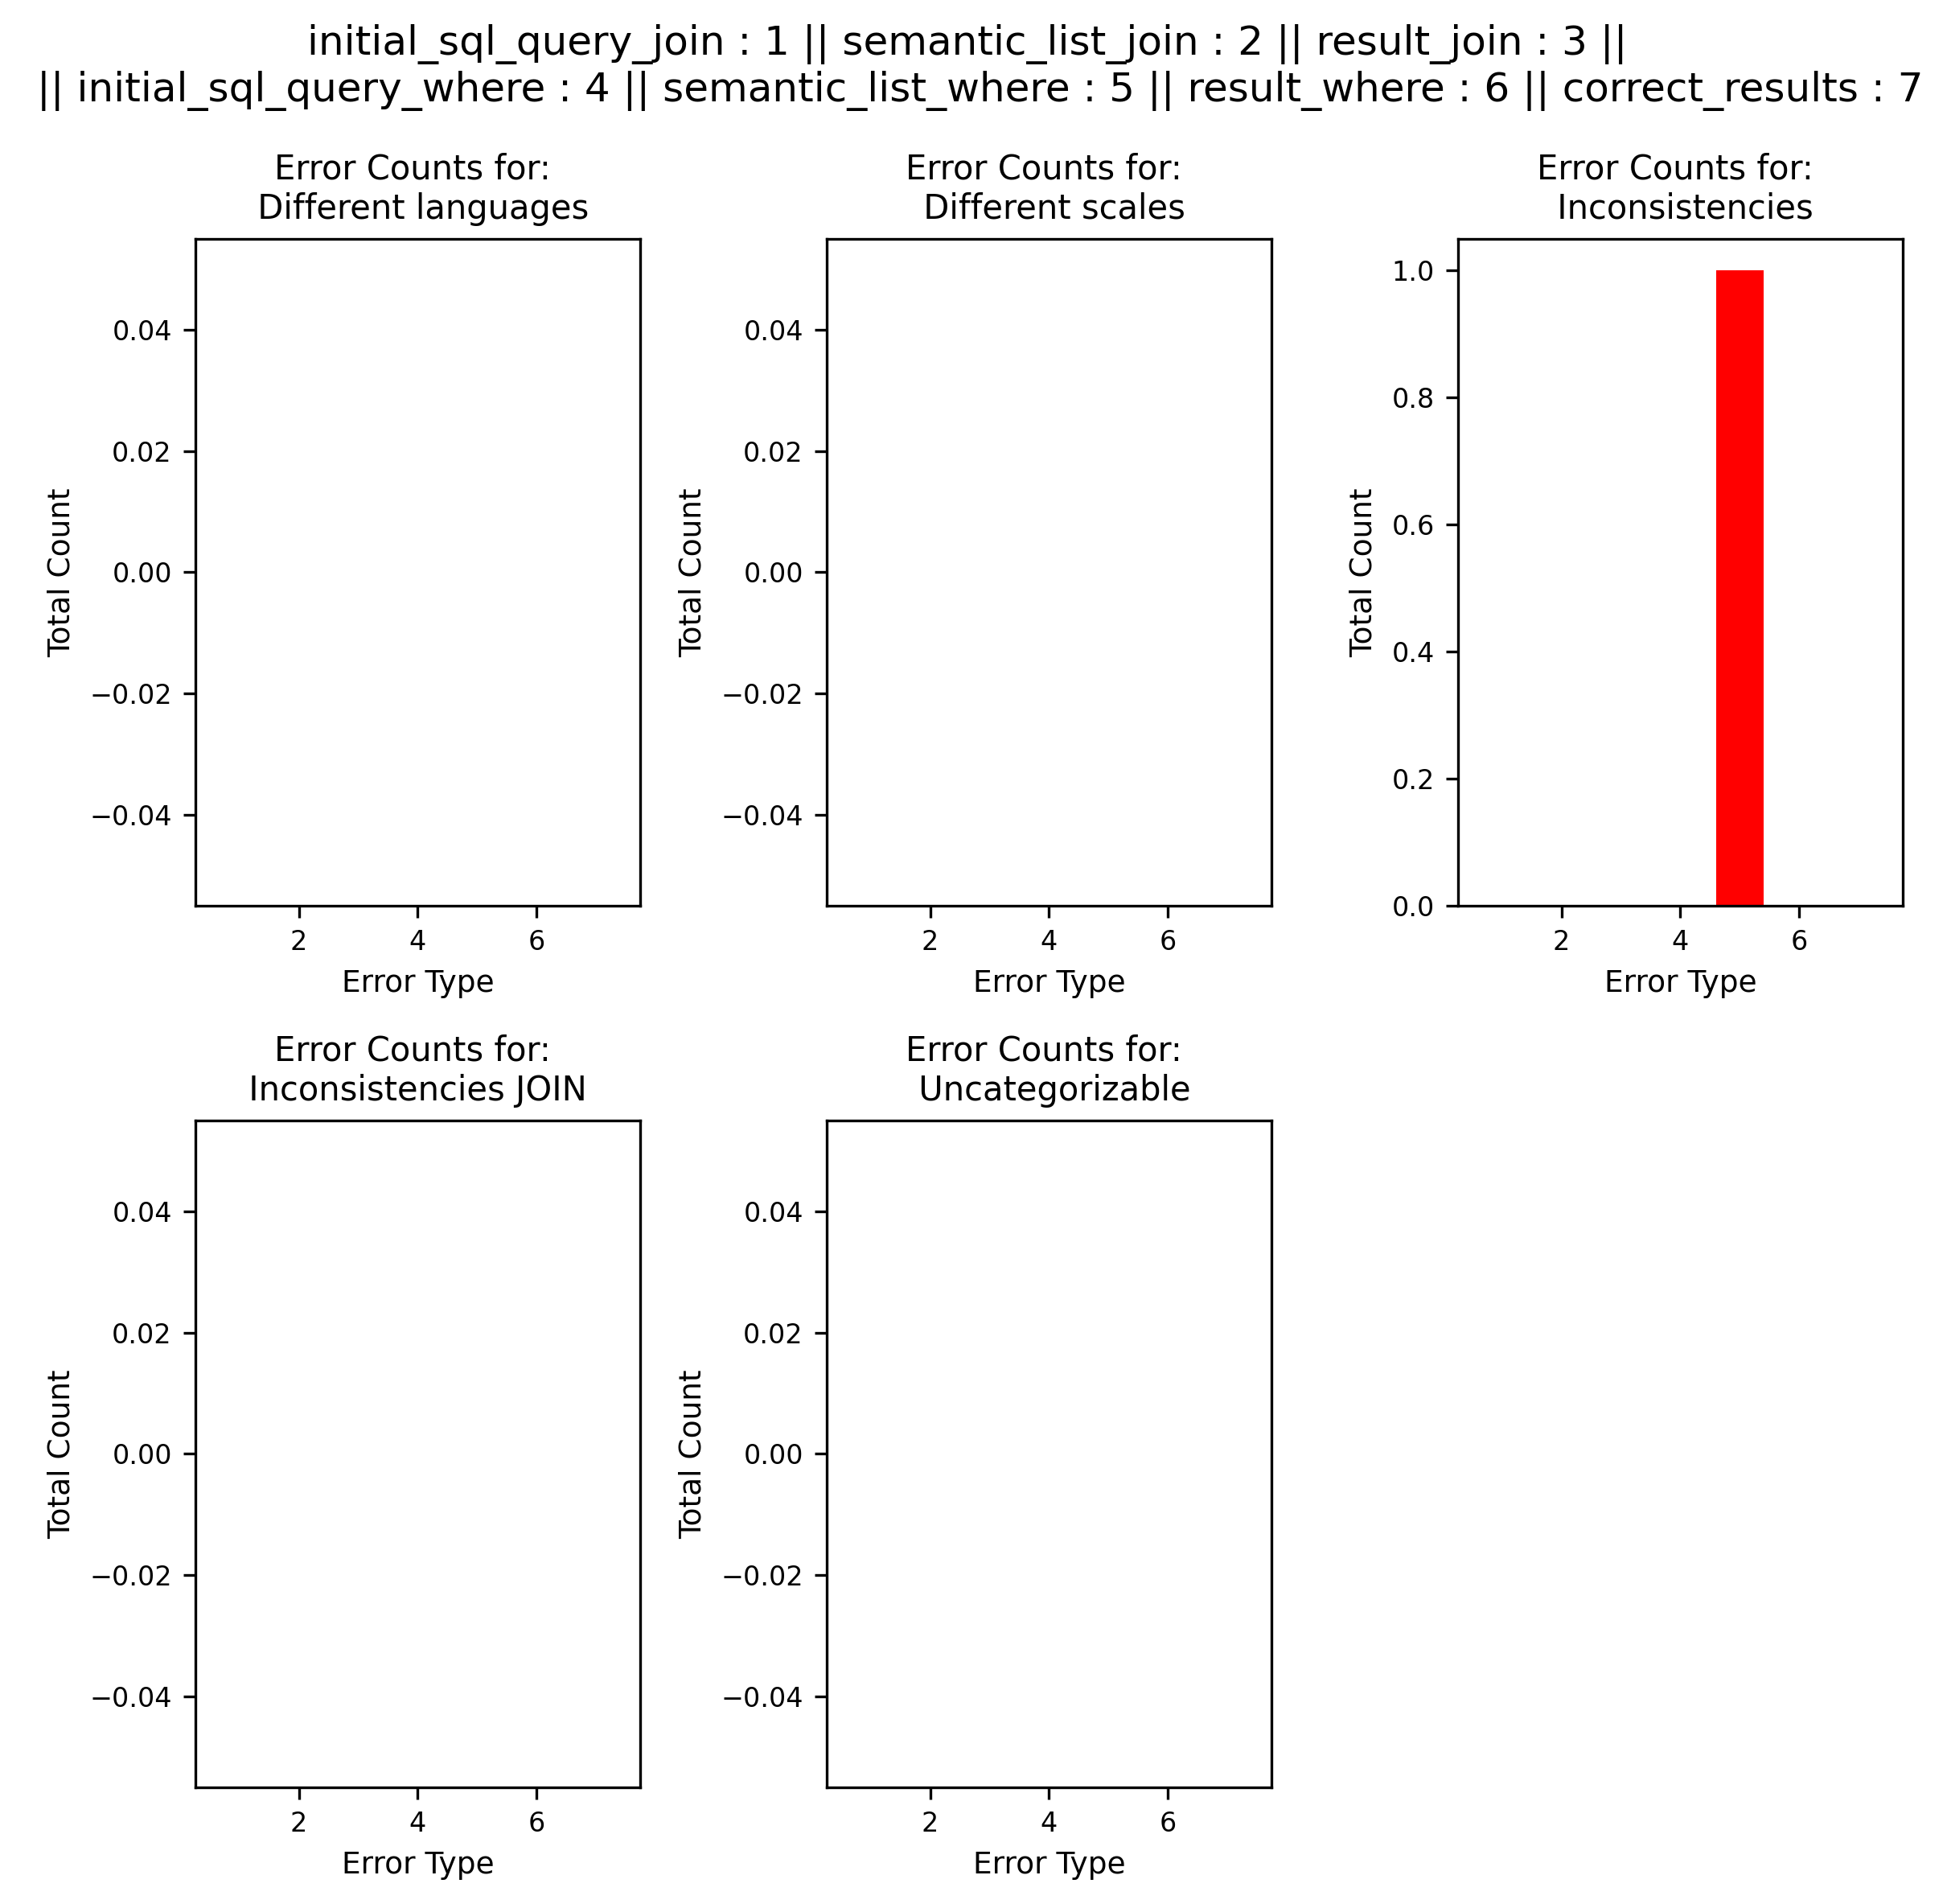 initial_sql_query_join : 1 || semantic_list_join : 2 || result_join : 3 ||
|| initial_sql_query_where : 4 || semantic_list_where : 5 || result_where : 6 || correct_results : 7
Error Counts for:
Different languages
0.04
0.02
0.00
−0.02
−0.04
Total Count
2 4 6
Error Type
Error Counts for:
Different scales
0.04
0.02
0.00
−0.02
−0.04
Total Count
2 4 6
Error Type
Error Counts for:
Inconsistencies
1.0
0.8
0.6
0.4
0.2
0.0
Total Count
2 4 6
Error Type
Error Counts for:
Inconsistencies JOIN
0.04
0.02
0.00
−0.02
−0.04
Total Count
2 4 6
Error Type
Error Counts for:
Uncategorizable
0.04
0.02
0.00
−0.02
−0.04
Total Count
2 4 6
Error Type